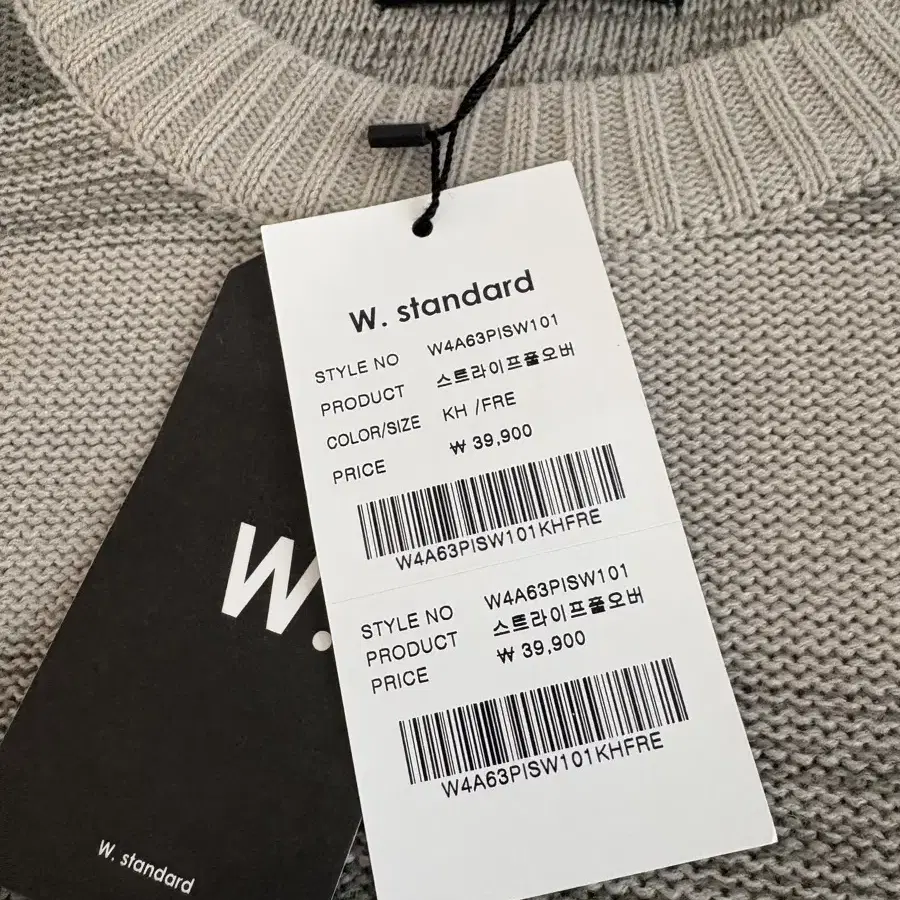 W. standard
STYLE NO W4A63PISW101
PRODUCT 스트라이프풀오버
COLOR/SIZE KH /FRE
PRICE ₩ 39,900
W4A63PISW101KHFRE
STYLE NO W4A63PISW101
PRODUCT 스트라이프풀오버
PRICE ₩ 39,900
W4A63PISW101KHFRE
W.
W. standard